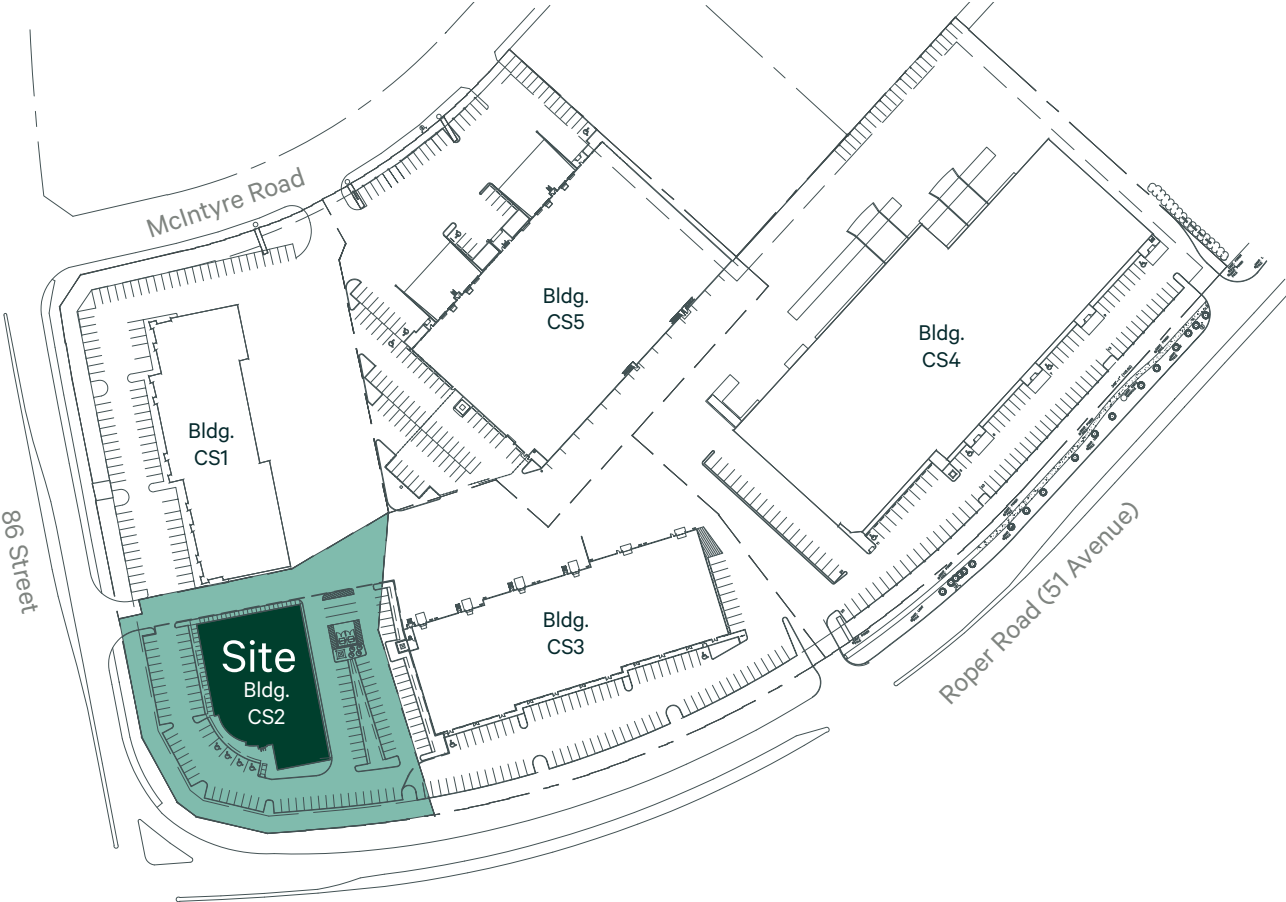 McIntyre Road
Bldg.
CS5
Bldg.
CS4
Bldg.
CS1
86 Street
Roper Road (51 Avenue)
Bldg.
CS3
Site
Bldg.
CS2